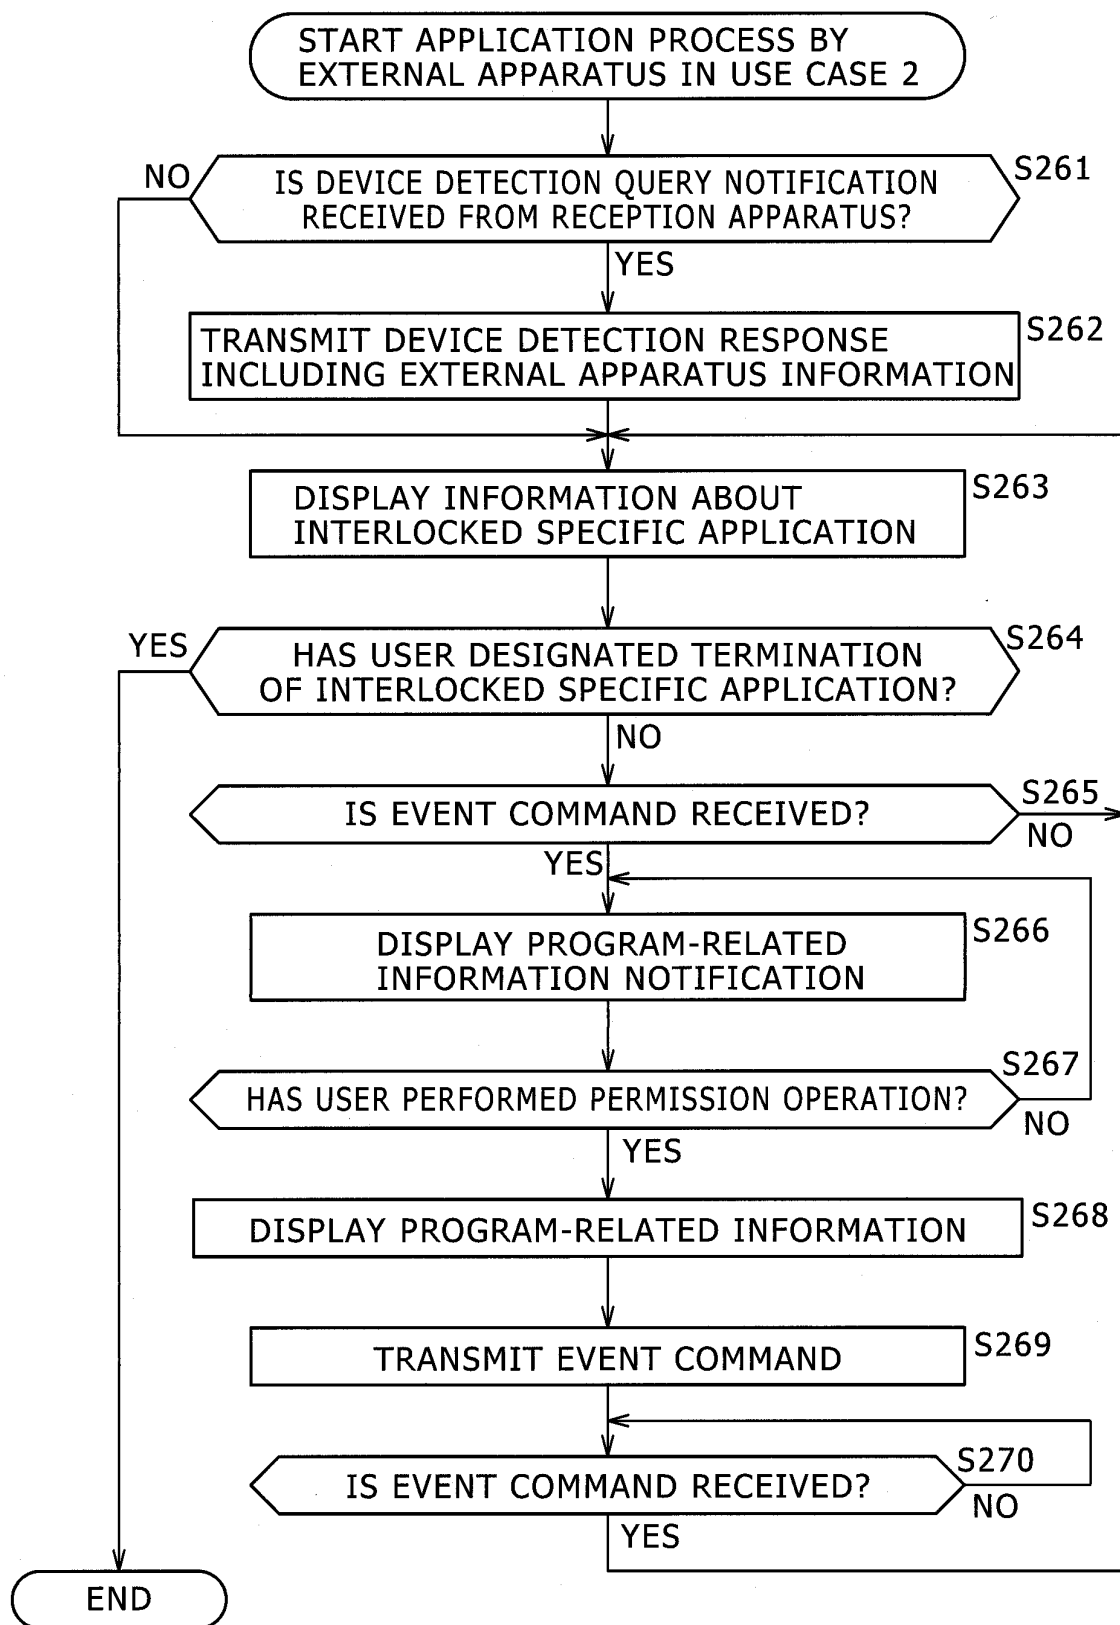 START APPLICATION PROCESS BY
EXTERNAL APPARATUS IN USE CASE 2
NO
IS DEVICE DETECTION QUERY NOTIFICATION
RECEIVED FROM RECEPTION APPARATUS?
S261
YES
TRANSMIT DEVICE DETECTION RESPONSE
INCLUDING EXTERNAL APPARATUS INFORMATION
S262
DISPLAY INFORMATION ABOUT
INTERLOCKED SPECIFIC APPLICATION
S263
YES
HAS USER DESIGNATED TERMINATION
OF INTERLOCKED SPECIFIC APPLICATION?
S264
NO
IS EVENT COMMAND RECEIVED?
S265
NO
YES
DISPLAY PROGRAM-RELATED
INFORMATION NOTIFICATION
S266
HAS USER PERFORMED PERMISSION OPERATION?
S267
NO
YES
DISPLAY PROGRAM-RELATED INFORMATION
S268
TRANSMIT EVENT COMMAND
S269
IS EVENT COMMAND RECEIVED?
S270
NO
YES
END